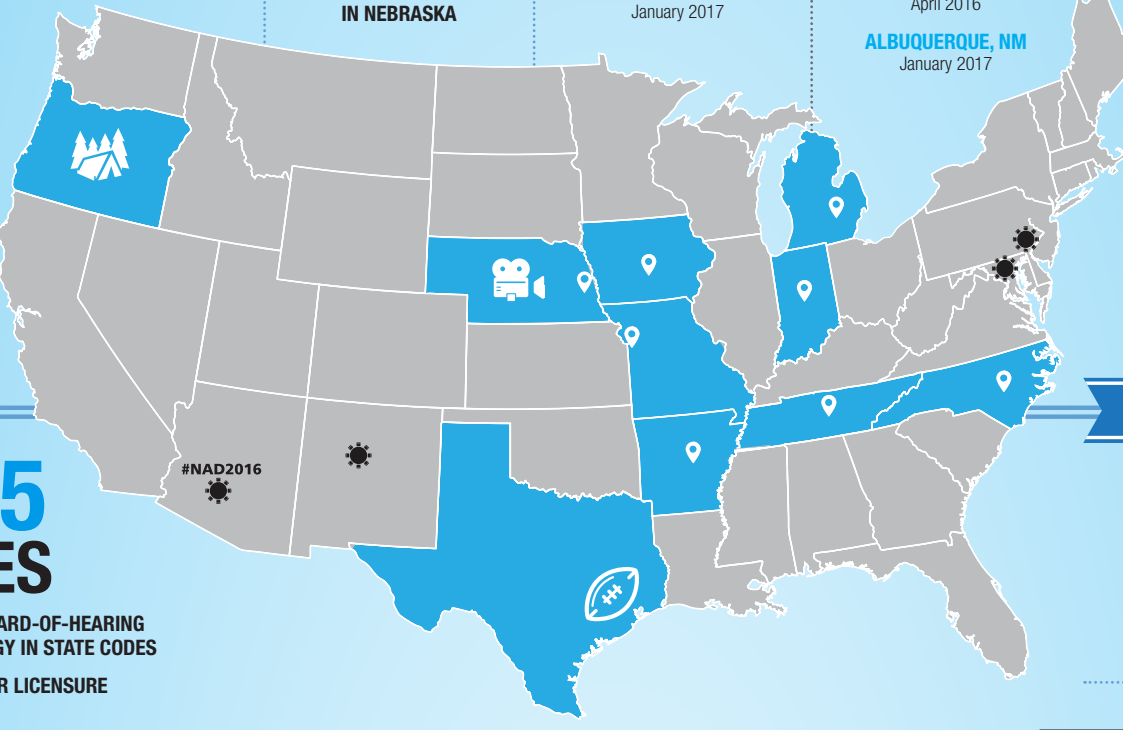 IN NEBRASKA
January 2017
April 2016
ALBUQUERQUE, NM
January 2017
#NAD2016
5
ES
ARD-OF-HEARING
GY IN STATE CODES
R LICENSURE